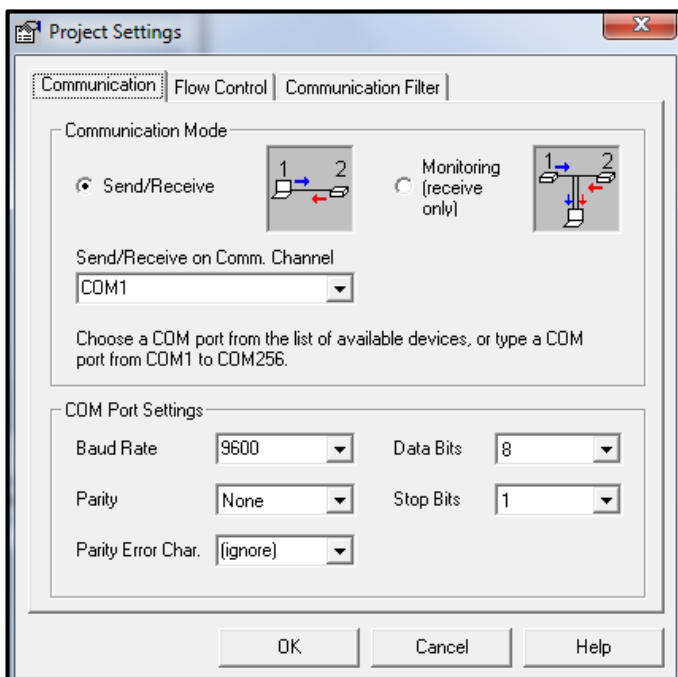 Project Settings
Communication
Flow Control
Communication Filter
Communication Mode
Send/Receive
1 2
Monitoring
(receive
only)
1 2
Send/Receive on Comm. Channel
COM1
Choose a COM port from the list of available devices, or type a COM
port from COM1 to COM256.
COM Port Settings
Baud Rate 9600 Data Bits 8
Parity None Stop Bits 1
Parity Error Char. (ignore)
OK Cancel Help